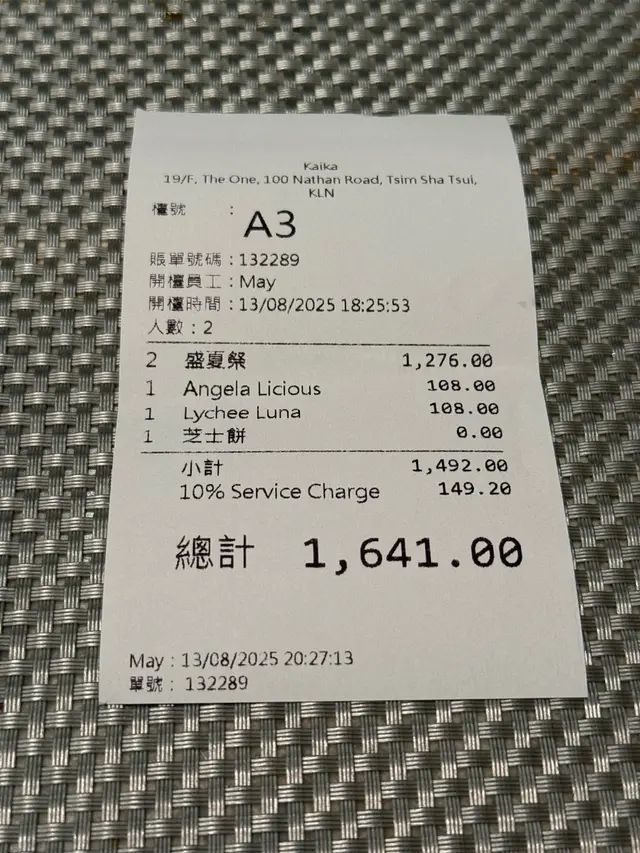 Kaika
19/F, The One, 100 Nathan Road, Tsim Sha Tsui,
KLN
檯號 : A3
賬單號碼 : 132289
開檯員工 : May
開檯時間 : 13/08/2025 18:25:53
人數 : 2
2 盛夏祭 1,276.00
1 Angela Licious 108.00
1 Lychee Luna 108.00
1 芝士餅 0.00
小計 1,492.00
10% Service Charge 149.20
總計 1,641.00
May : 13/08/2025 20:27:13
單號 : 132289